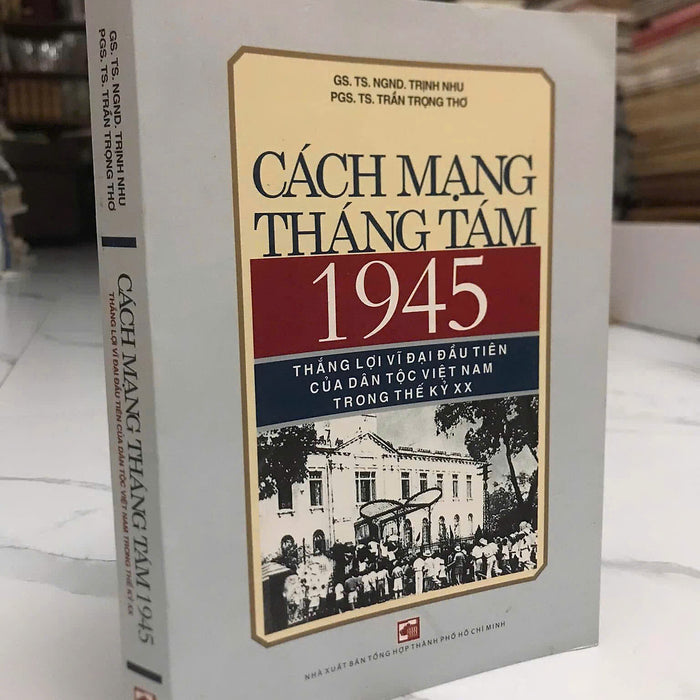 GS. TS. NGND. TRỊNH NHU
PGS. TS. TRẦN TRỌNG THƠ
CÁCH MẠNG
THÁNG TÁM
1945
THẮNG LỢI VĨ ĐẠI ĐẦU TIÊN
CỦA DÂN TỘC VIỆT NAM
TRONG THẾ KỶ XX
NHÀ XUẤT BẢN TỔNG HỢP THÀNH PHỐ HỒ CHÍ MINH
GS. TS. NGND. TRỊNH NHU
PGS. TS. TRẦN TRỌNG THƠ
CÁCH MẠNG THÁNG TÁM 1945
THẮNG LỢI VĨ ĐẠI ĐẦU TIÊN CỦA DÂN TỘC VIỆT NAM TRONG THẾ KỶ XX